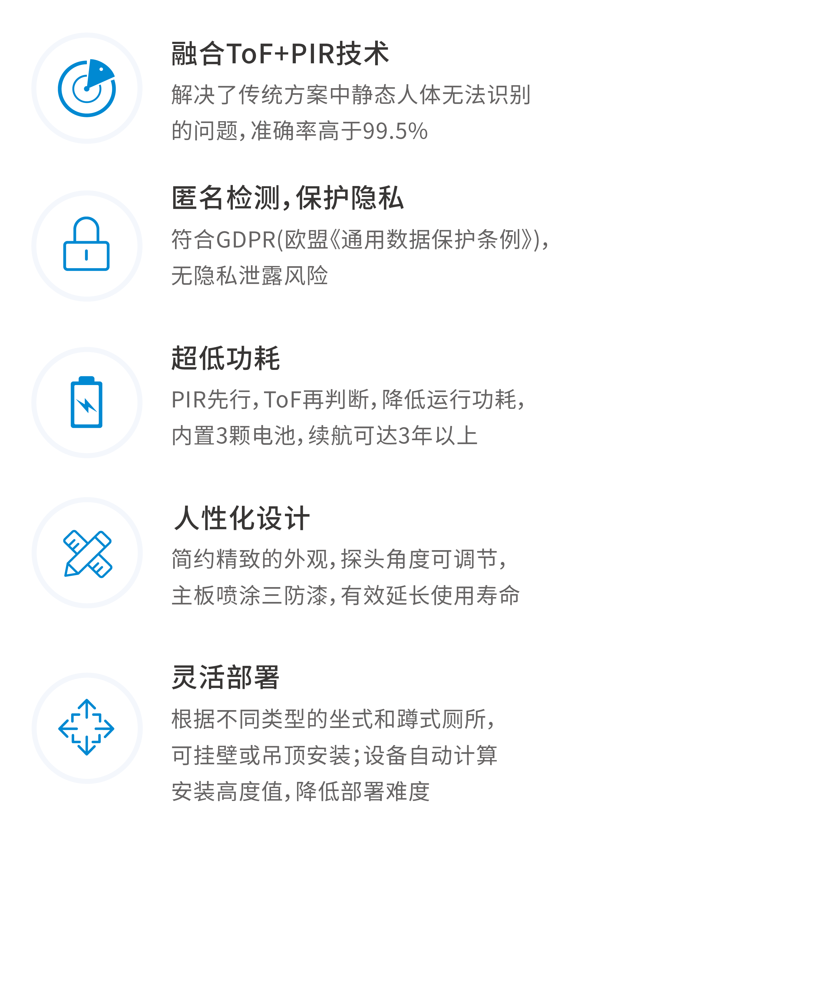 融合ToF+PIR技术
解决了传统方案中静态人体无法识别
的问题，准确率高于99.5%
匿名检测，保护隐私
符合GDPR(欧盟《通用数据保护条例》)，
无隐私泄露风险
超低功耗
PIR先行，ToF再判断，降低运行功耗，
内置3颗电池，续航可达3年以上
人性化设计
简约精致的外观，探头角度可调节，
主板喷涂三防漆，有效延长使用寿命
灵活部署
根据不同类型的坐式和蹲式厕所，
可挂壁或吊顶安装；设备自动计算
安装高度值，降低部署难度